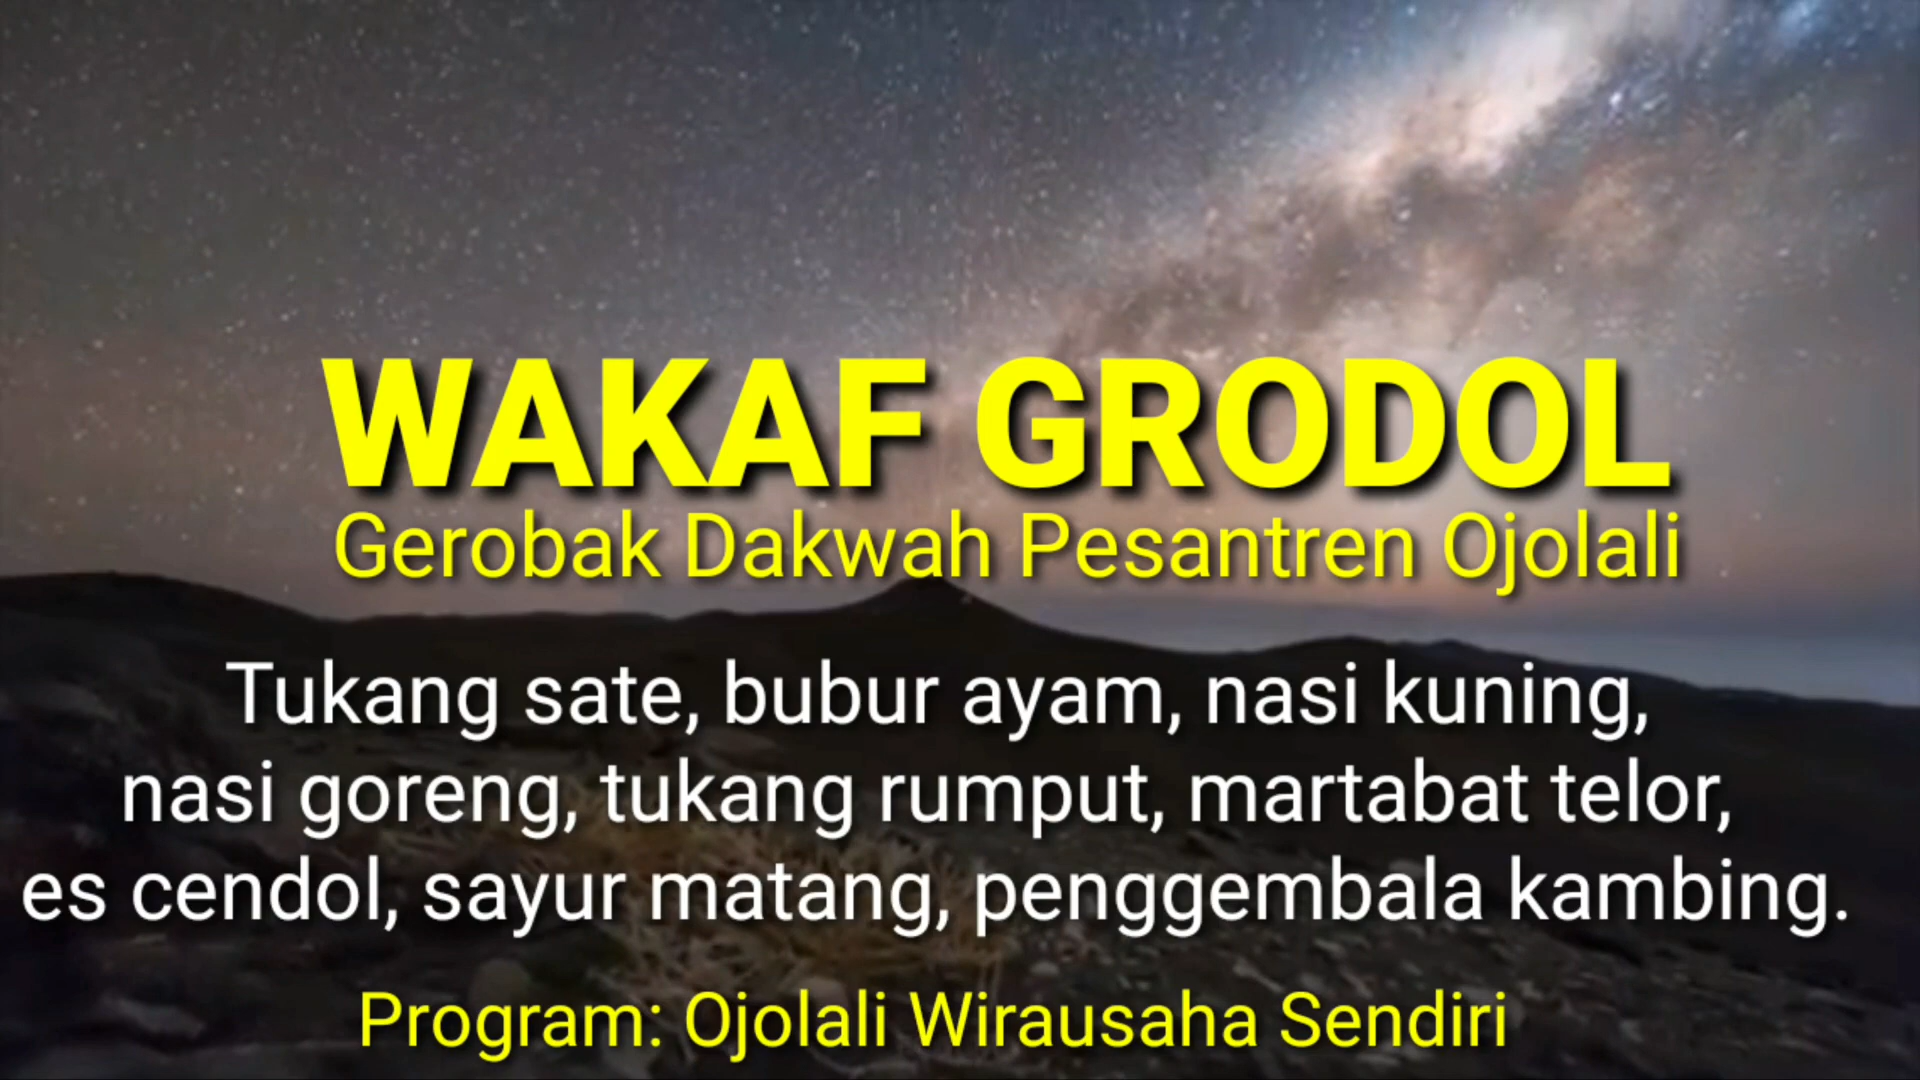 WAKAF GRODOL
Gerobak Dakwah Pesantren Ojolali
Tukang sate, bubur ayam, nasi kuning,
nasi goreng, tukang rumput, martabat telor,
es cendol, sayur matang, penggembala kambing.
Program: Ojolali Wirausaha Sendiri